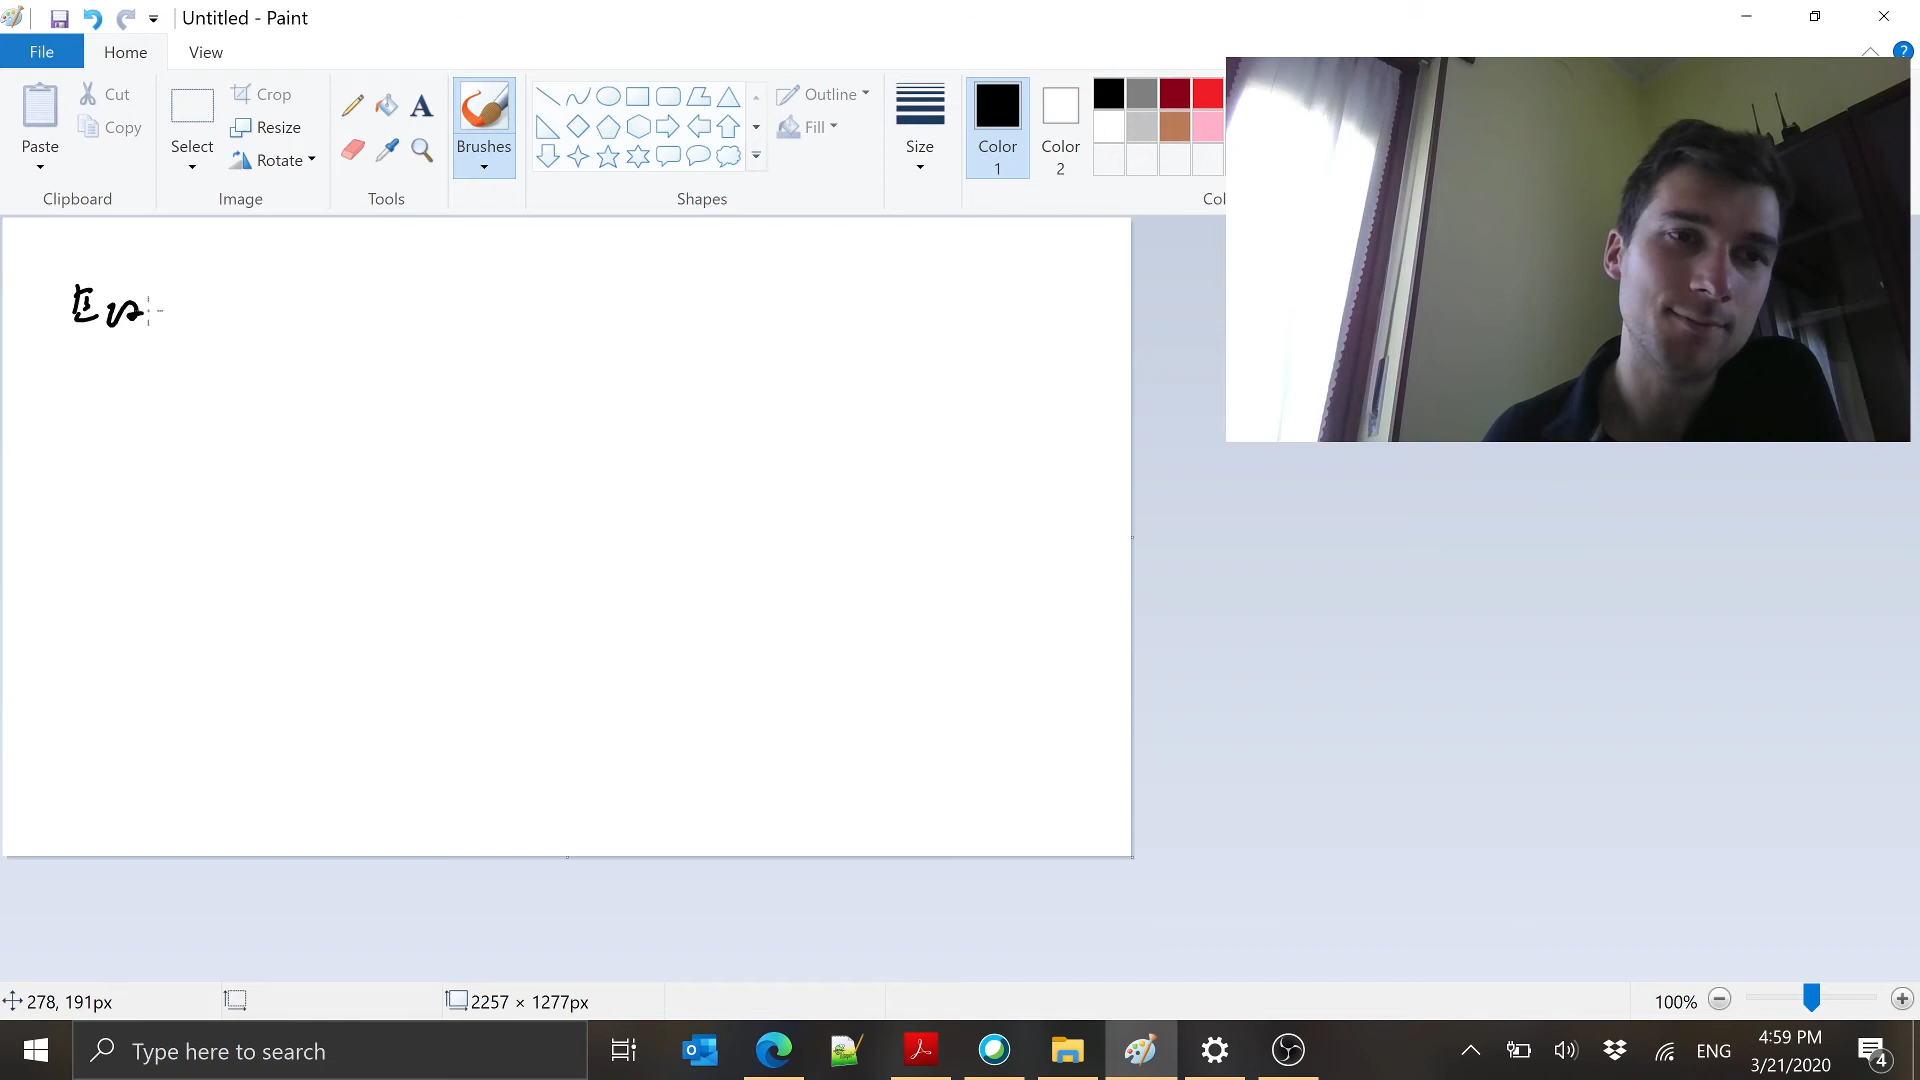 Untitled - Paint
File
Home
View
Paste
Cut
Copy
Clipboard
Select
Crop
Resize
Rotate
Image
A
Tools
Brushes
Shapes
Outline
Fill
Size
Color
1
Color
2
Col
?
278, 191px
2257 × 1277px
100%
Type here to search
ENG
4:59 PM
3/21/2020
4